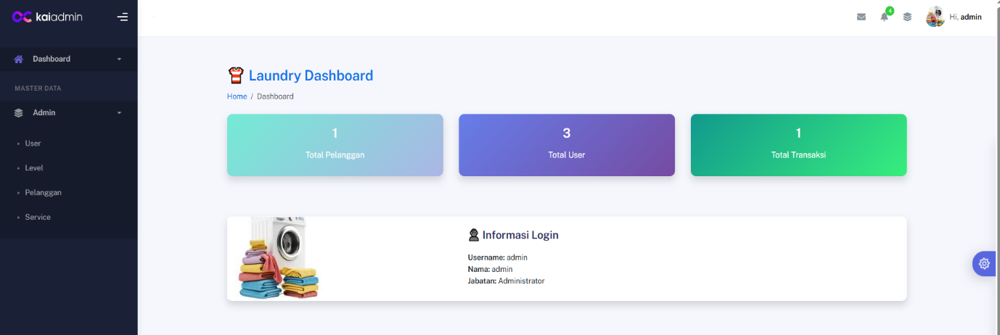 kaiadmin
4
Hi, admin
Dashboard
MASTER DATA
Admin
User
Level
Pelanggan
Service
Laundry Dashboard
Home / Dashboard
1
Total Pelanggan
3
Total User
1
Total Transaksi
Informasi Login
Username: admin
Nama: admin
Jabatan: Administrator